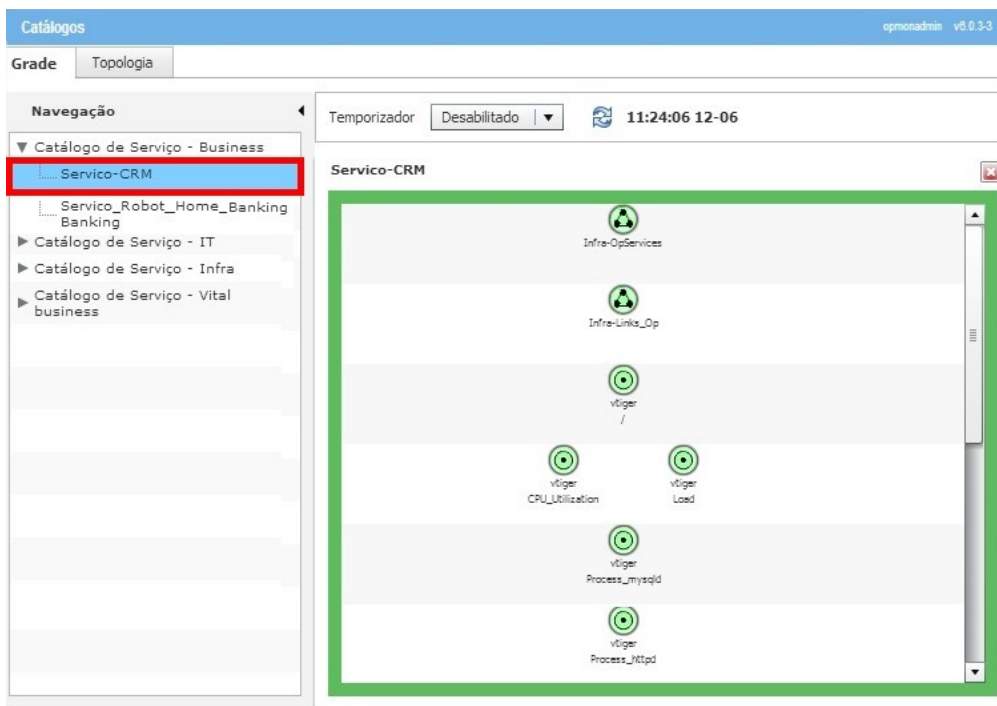 Catálogos
opmonadmin v6.0.3-3
Grade
Topologia
Navegação
Catálogo de Serviço - Business
Servico-CRM
Servico_Robot_Home_Banking
Banking
Catálogo de Serviço - IT
Catálogo de Serviço - Infra
Catálogo de Serviço - Vital
business
Temporizador
Desabilitado
11:24:06 12-06
Servico-CRM
Infra-OpServices
Infra-Links_Op
vtiger
/
vtiger
CPU_Utilization
vtiger
Load
vtiger
Process_mysqld
vtiger
Process_httpd